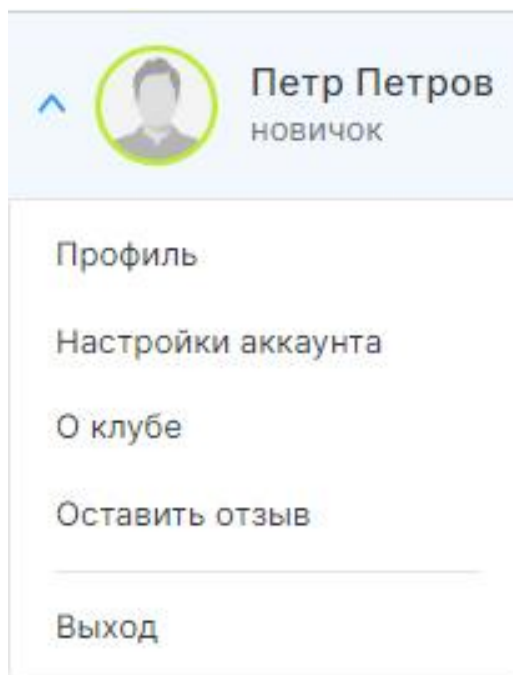 Петр Петров
новичок
Профиль
Настройки аккаунта
О клубе
Оставить отзыв
Выход